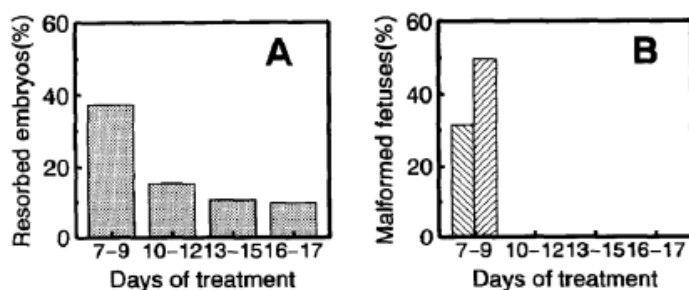 Resorbed embryos(%)
60
40
20
0
A
7-9 10-12 13-15 16-17
Days of treatment
Malformed fetuses(%)
60
40
20
0
B
7-9 10-12 13-15 16-17
Days of treatment